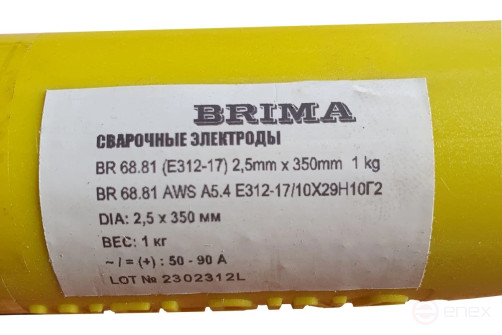 BRIMA
СВАРОЧНЫЕ ЭЛЕКТРОДЫ
BR 68.81 (E312-17) 2,5mm x 350mm 1 kg
BR 68.81 AWS A5.4 E312-17/10Х29Н10Г2
DIA: 2,5 x 350 мм
ВЕС: 1 кг
~ / = (+) : 50 - 90 А
LOT № 2302312L
enex